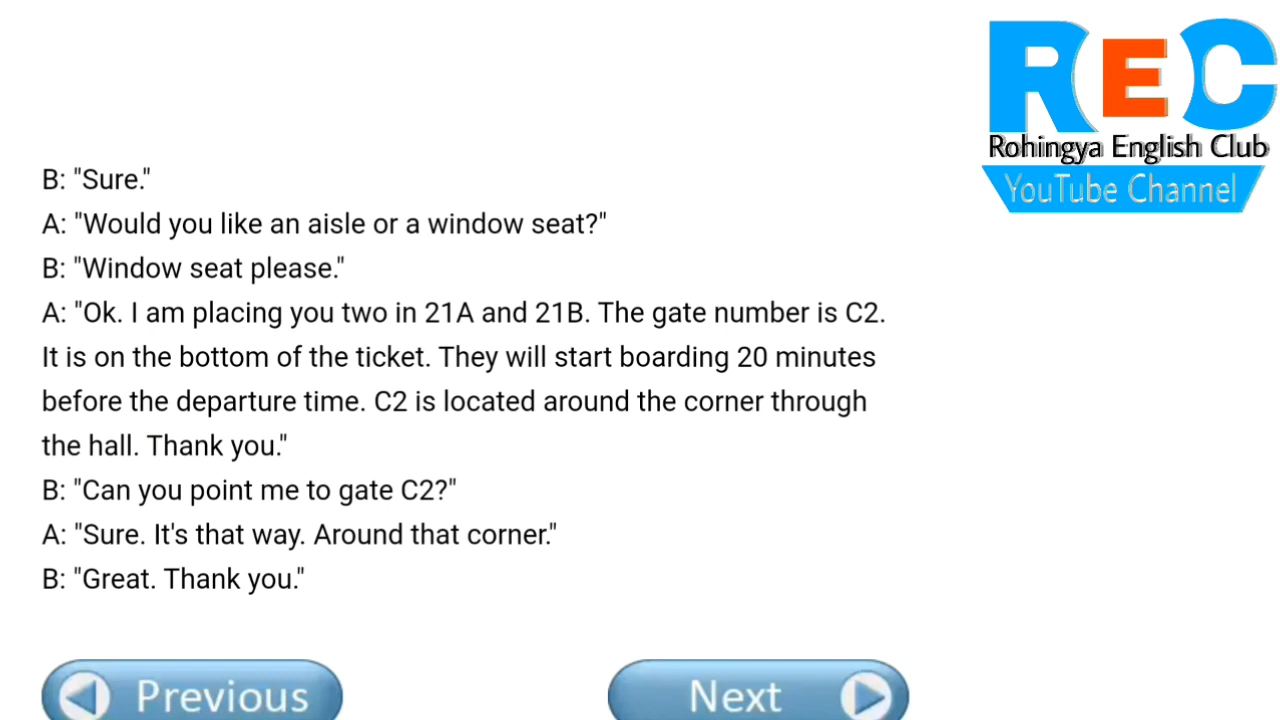 REC
Rohingya English Club
YouTube Channel
B: "Sure."
A: "Would you like an aisle or a window seat?"
B: "Window seat please."
A: "Ok. I am placing you two in 21A and 21B. The gate number is C2.
It is on the bottom of the ticket. They will start boarding 20 minutes
before the departure time. C2 is located around the corner through
the hall. Thank you."
B: "Can you point me to gate C2?"
A: "Sure. It's that way. Around that corner."
B: "Great. Thank you."
Previous
Next